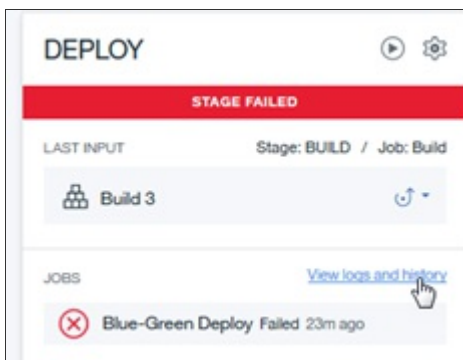 DEPLOY
STAGE FAILED
LAST INPUT Stage: BUILD / Job: Build
Build 3
JOBS View logs and history
Blue-Green Deploy Failed 23m ago